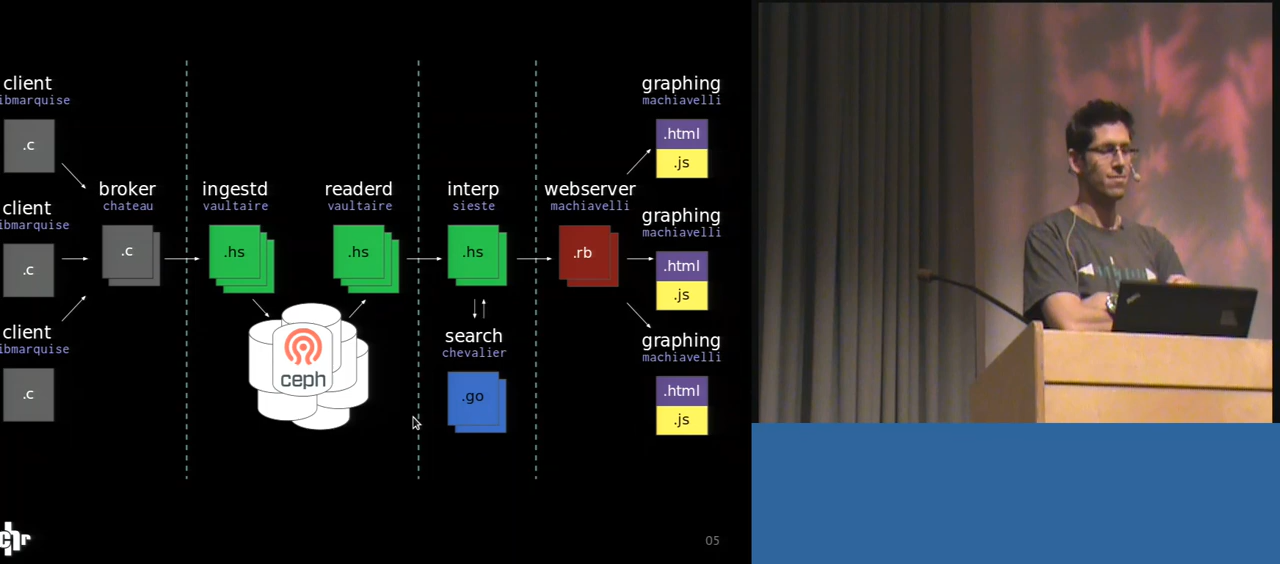 client
ibmarquise
.c
client
ibmarquise
.c
client
ibmarquise
.c
broker
chateau
.c
ingestd
vaultaire
.hs
readerd
vaultaire
.hs
ceph
interp
sieste
.hs
search
chevalier
.go
webserver
machiavelli
.rb
graphing
machiavelli
.html
.js
graphing
machiavelli
.html
.js
graphing
machiavelli
.html
.js
05